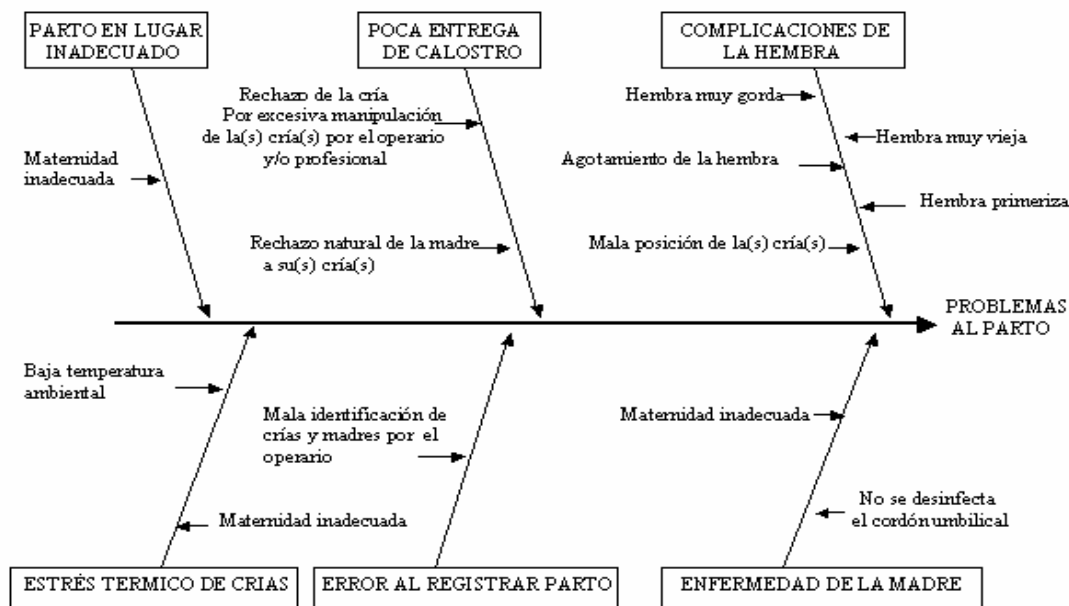 PARTO EN LUGAR
INADECUADO
POCA ENTREGA
DE CALOSTRO
COMPLICACIONES DE
LA HEMBRA
Rechazo de la cría
Por excesiva manipulación
de la(s) cría(s) por el operario
y/o profesional
Hembra muy gorda
Hembra muy vieja
Maternidad
inadecuada
Agotamiento de la hembra
Hembra primeriza
Rechazo natural de la madre
a su(s) cría(s)
Mala posición de la(s) cría(s)
PROBLEMAS
AL PARTO
Baja temperatura
ambiental
Mala identificación de
crías y madres por el
operario
Maternidad inadecuada
Maternidad inadecuada
No se desinfecta
el cordón umbilical
ESTRÉS TERMICO DE CRIAS
ERROR AL REGISTRAR PARTO
ENFERMEDAD DE LA MADRE